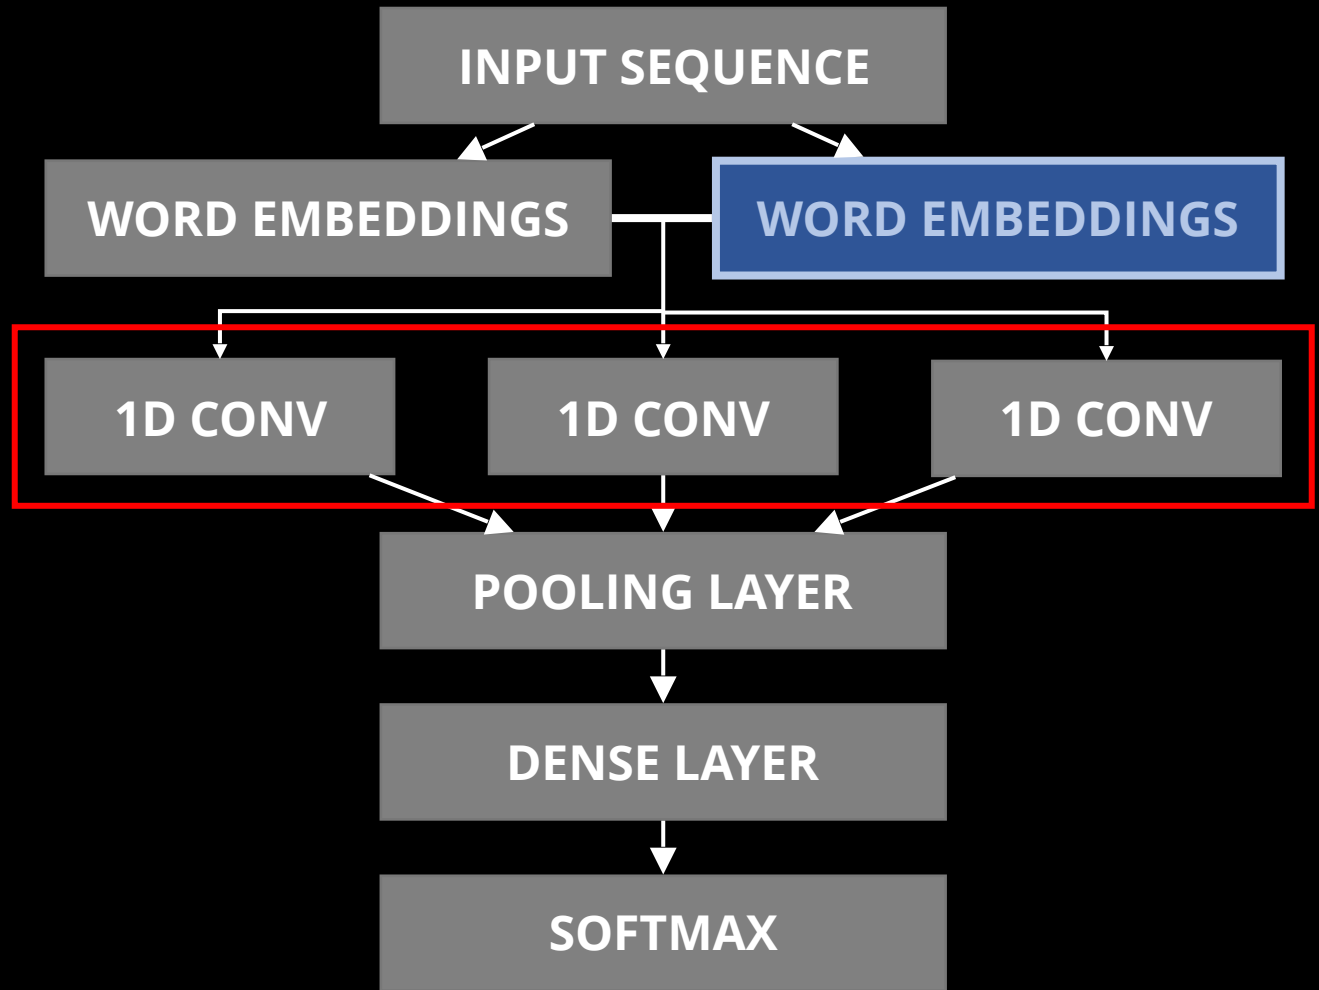 INPUT SEQUENCE
WORD EMBEDDINGS
WORD EMBEDDINGS
1D CONV
1D CONV
1D CONV
POOLING LAYER
DENSE LAYER
SOFTMAX